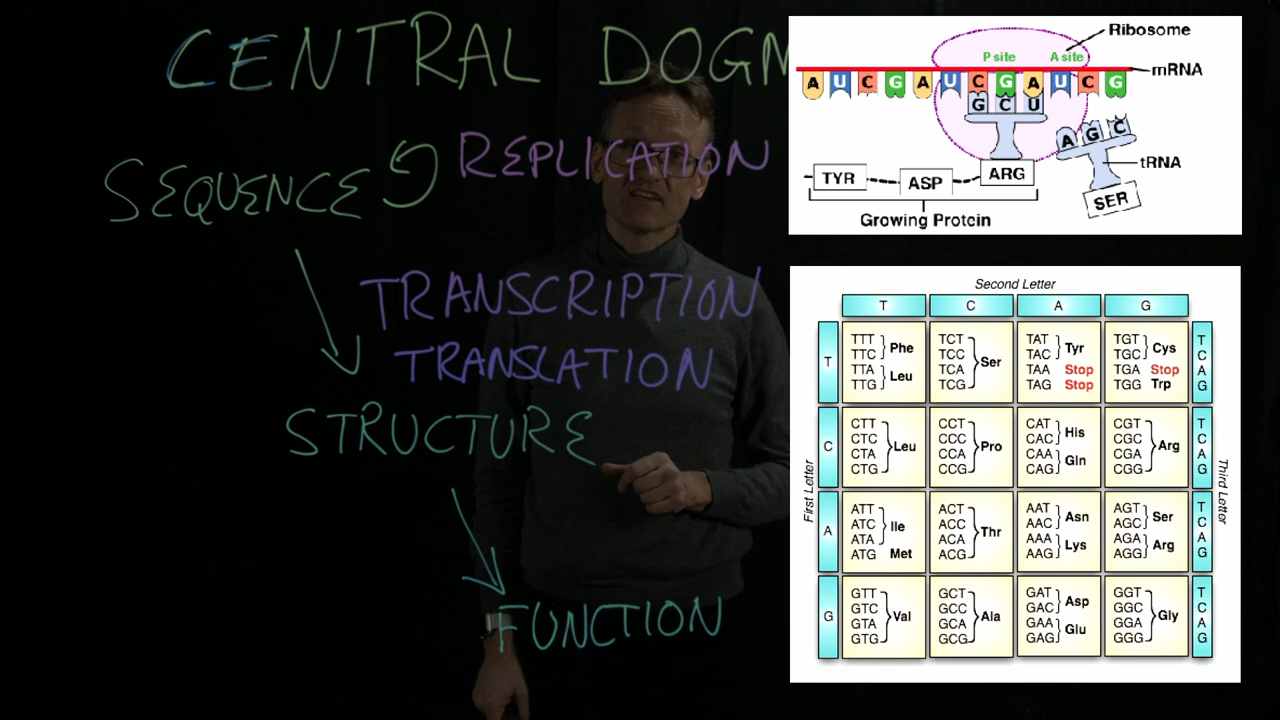 CENTRAL DOGM
SEQUENCE REPLICATION
TRANSCRIPTION
TRANSLATION
STRUCTURE
FUNCTION
Ribosome
P site A site
mRNA
A U C G A U C G A U C G
G C U
A G C
tRNA
TYR ASP ARG
SER
Growing Protein
Second Letter
T C A G
First Letter
Third Letter
T
TTT
TTC
Phe
TTA
TTG
Leu
TCT
TCC
TCA
TCG
Ser
TAT
TAC
Tyr
TAA Stop
TAG Stop
TGT
TGC
Cys
TGA Stop
TGG Trp
T
C
A
G
C
CTT
CTC
CTA
CTG
Leu
CCT
CCC
CCA
CCG
Pro
CAT
CAC
His
CAA
CAG
Gln
CGT
CGC
CGA
CGG
Arg
T
C
A
G
A
ATT
ATC
ATA
Ile
ATG Met
ACT
ACC
ACA
ACG
Thr
AAT
AAC
Asn
AAA
AAG
Lys
AGT
AGC
Ser
AGA
AGG
Arg
T
C
A
G
G
GTT
GTC
GTA
GTG
Val
GCT
GCC
GCA
GCG
Ala
GAT
GAC
Asp
GAA
GAG
Glu
GGT
GGC
GGA
GGG
Gly
T
C
A
G